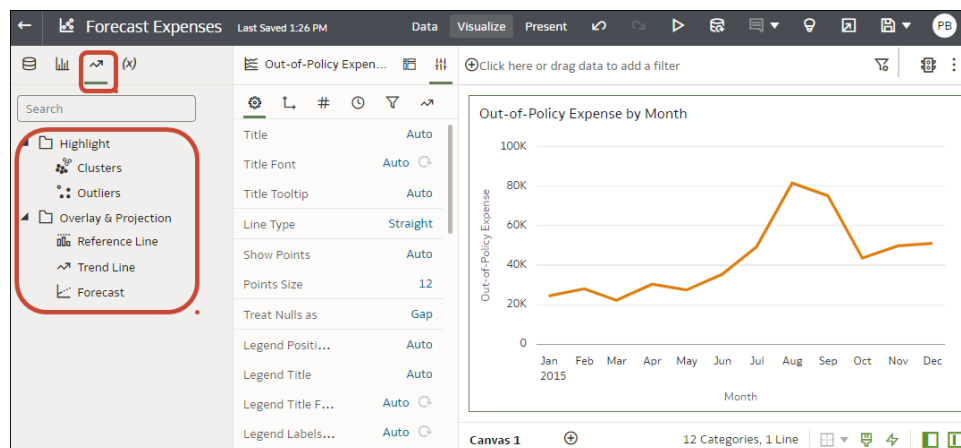 Forecast Expenses Last Saved 1:26 PM Data Visualize Present PB
(x) Out-of-Policy Expen... Click here or drag data to add a filter
Search
Highlight
Clusters
Outliers
Overlay & Projection
Reference Line
Trend Line
Forecast
#
Title Auto
Title Font Auto
Title Tooltip Auto
Line Type Straight
Show Points Auto
Points Size 12
Treat Nulls as Gap
Legend Positi... Auto
Legend Title Auto
Legend Title F... Auto
Legend Labels... Auto
Out-of-Policy Expense by Month
Out-of-Policy Expense
100K
80K
60K
40K
20K
0
Jan Feb Mar Apr May Jun Jul Aug Sep Oct Nov Dec
2015
Month
Canvas 1 12 Categories, 1 Line